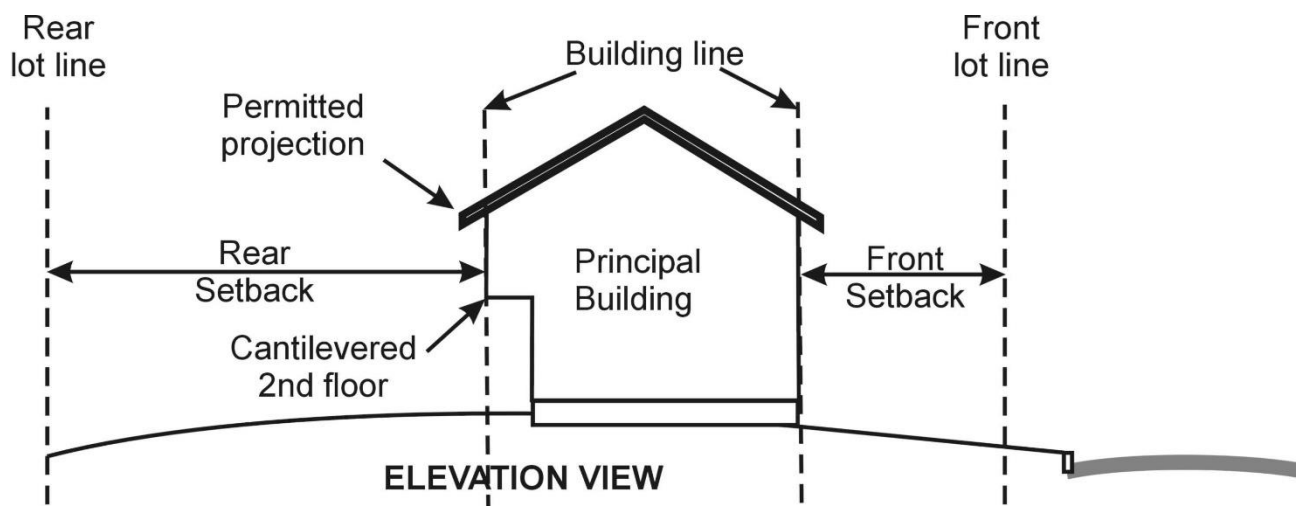 Rear
lot line
Building line
Front
lot line
Permitted
projection
Rear
Setback
Principal
Building
Front
Setback
Cantilevered
2nd floor
ELEVATION VIEW